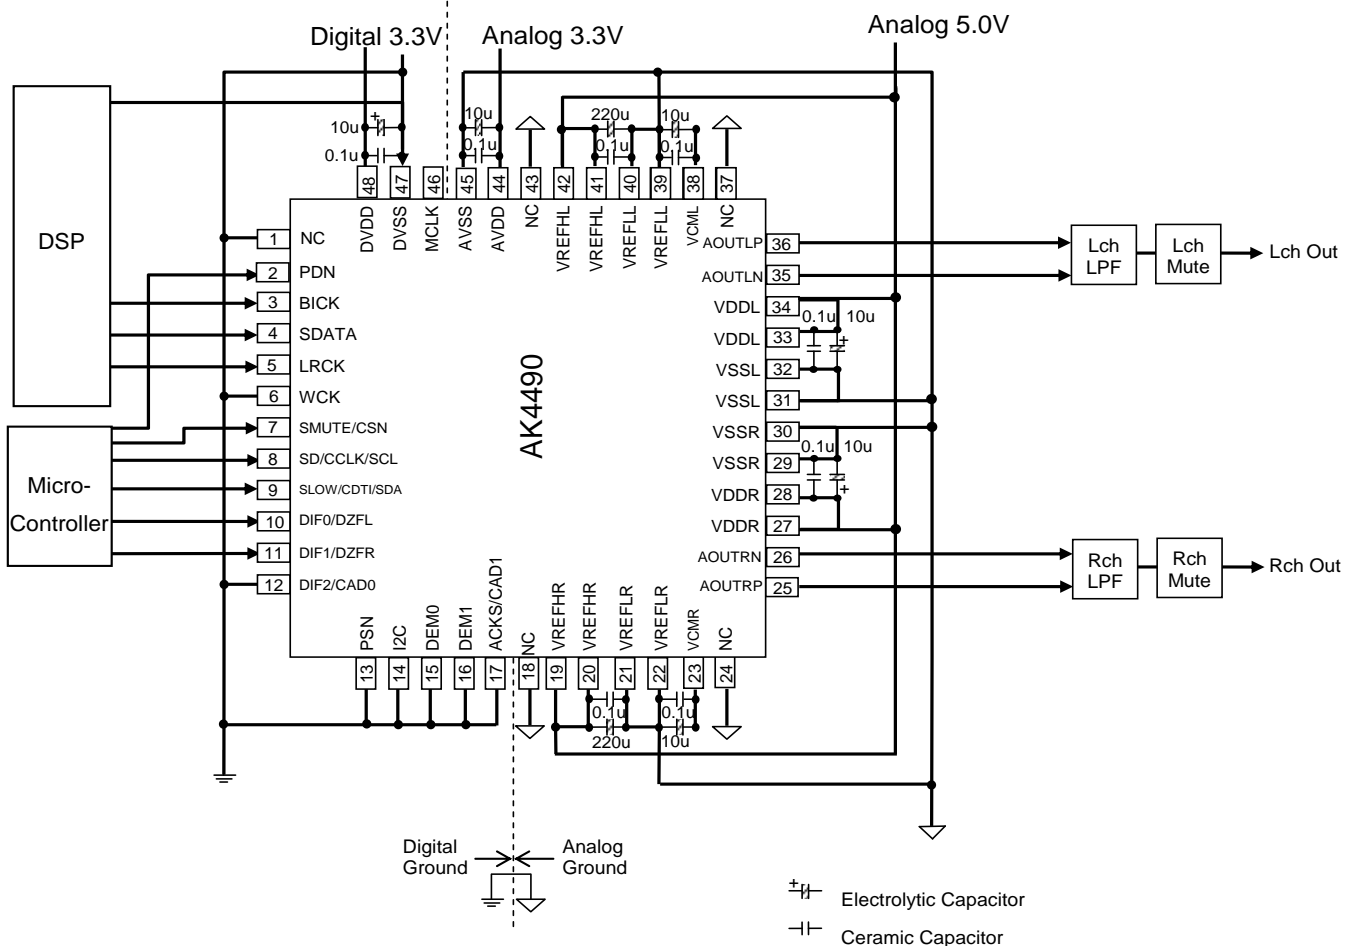 Digital 3.3V
Analog 3.3V
Analog 5.0V
10u
+
0.1u
10u
0.1u
220u
0.1u
10u
0.1u
48
47
46
45
44
43
42
41
40
39
38
37
DVDD
DVSS
MCLK
AVSS
AVDD
NC
VREFHL
VREFHL
VREFLL
VREFLL
VCML
NC
DSP
Micro-
Controller
1 NC
2 PDN
3 BICK
4 SDATA
5 LRCK
6 WCK
7 SMUTE/CSN
8 SD/CCLK/SCL
9 SLOW/CDTI/SDA
10 DIF0/DZFL
11 DIF1/DZFR
12 DIF2/CAD0
AK4490
AOUTLP 36
AOUTLN 35
VDDL 34
VDDL 33
VSSL 32
VSSL 31
VSSR 30
VSSR 29
VDDR 28
VDDR 27
AOUTRN 26
AOUTRP 25
0.1u 10u
+
0.1u 10u
+
Lch
LPF
Lch
Mute
Lch Out
Rch
LPF
Rch
Mute
Rch Out
PSN
I2C
DEM0
DEM1
ACKS/CAD1
NC
VREFHR
VREFHR
VREFLR
VREFLR
VCMR
NC
13
14
15
16
17
18
19
20
21
22
23
24
0.1u
220u
0.1u
10u
Digital
Ground
Analog
Ground
+
Electrolytic Capacitor
Ceramic Capacitor